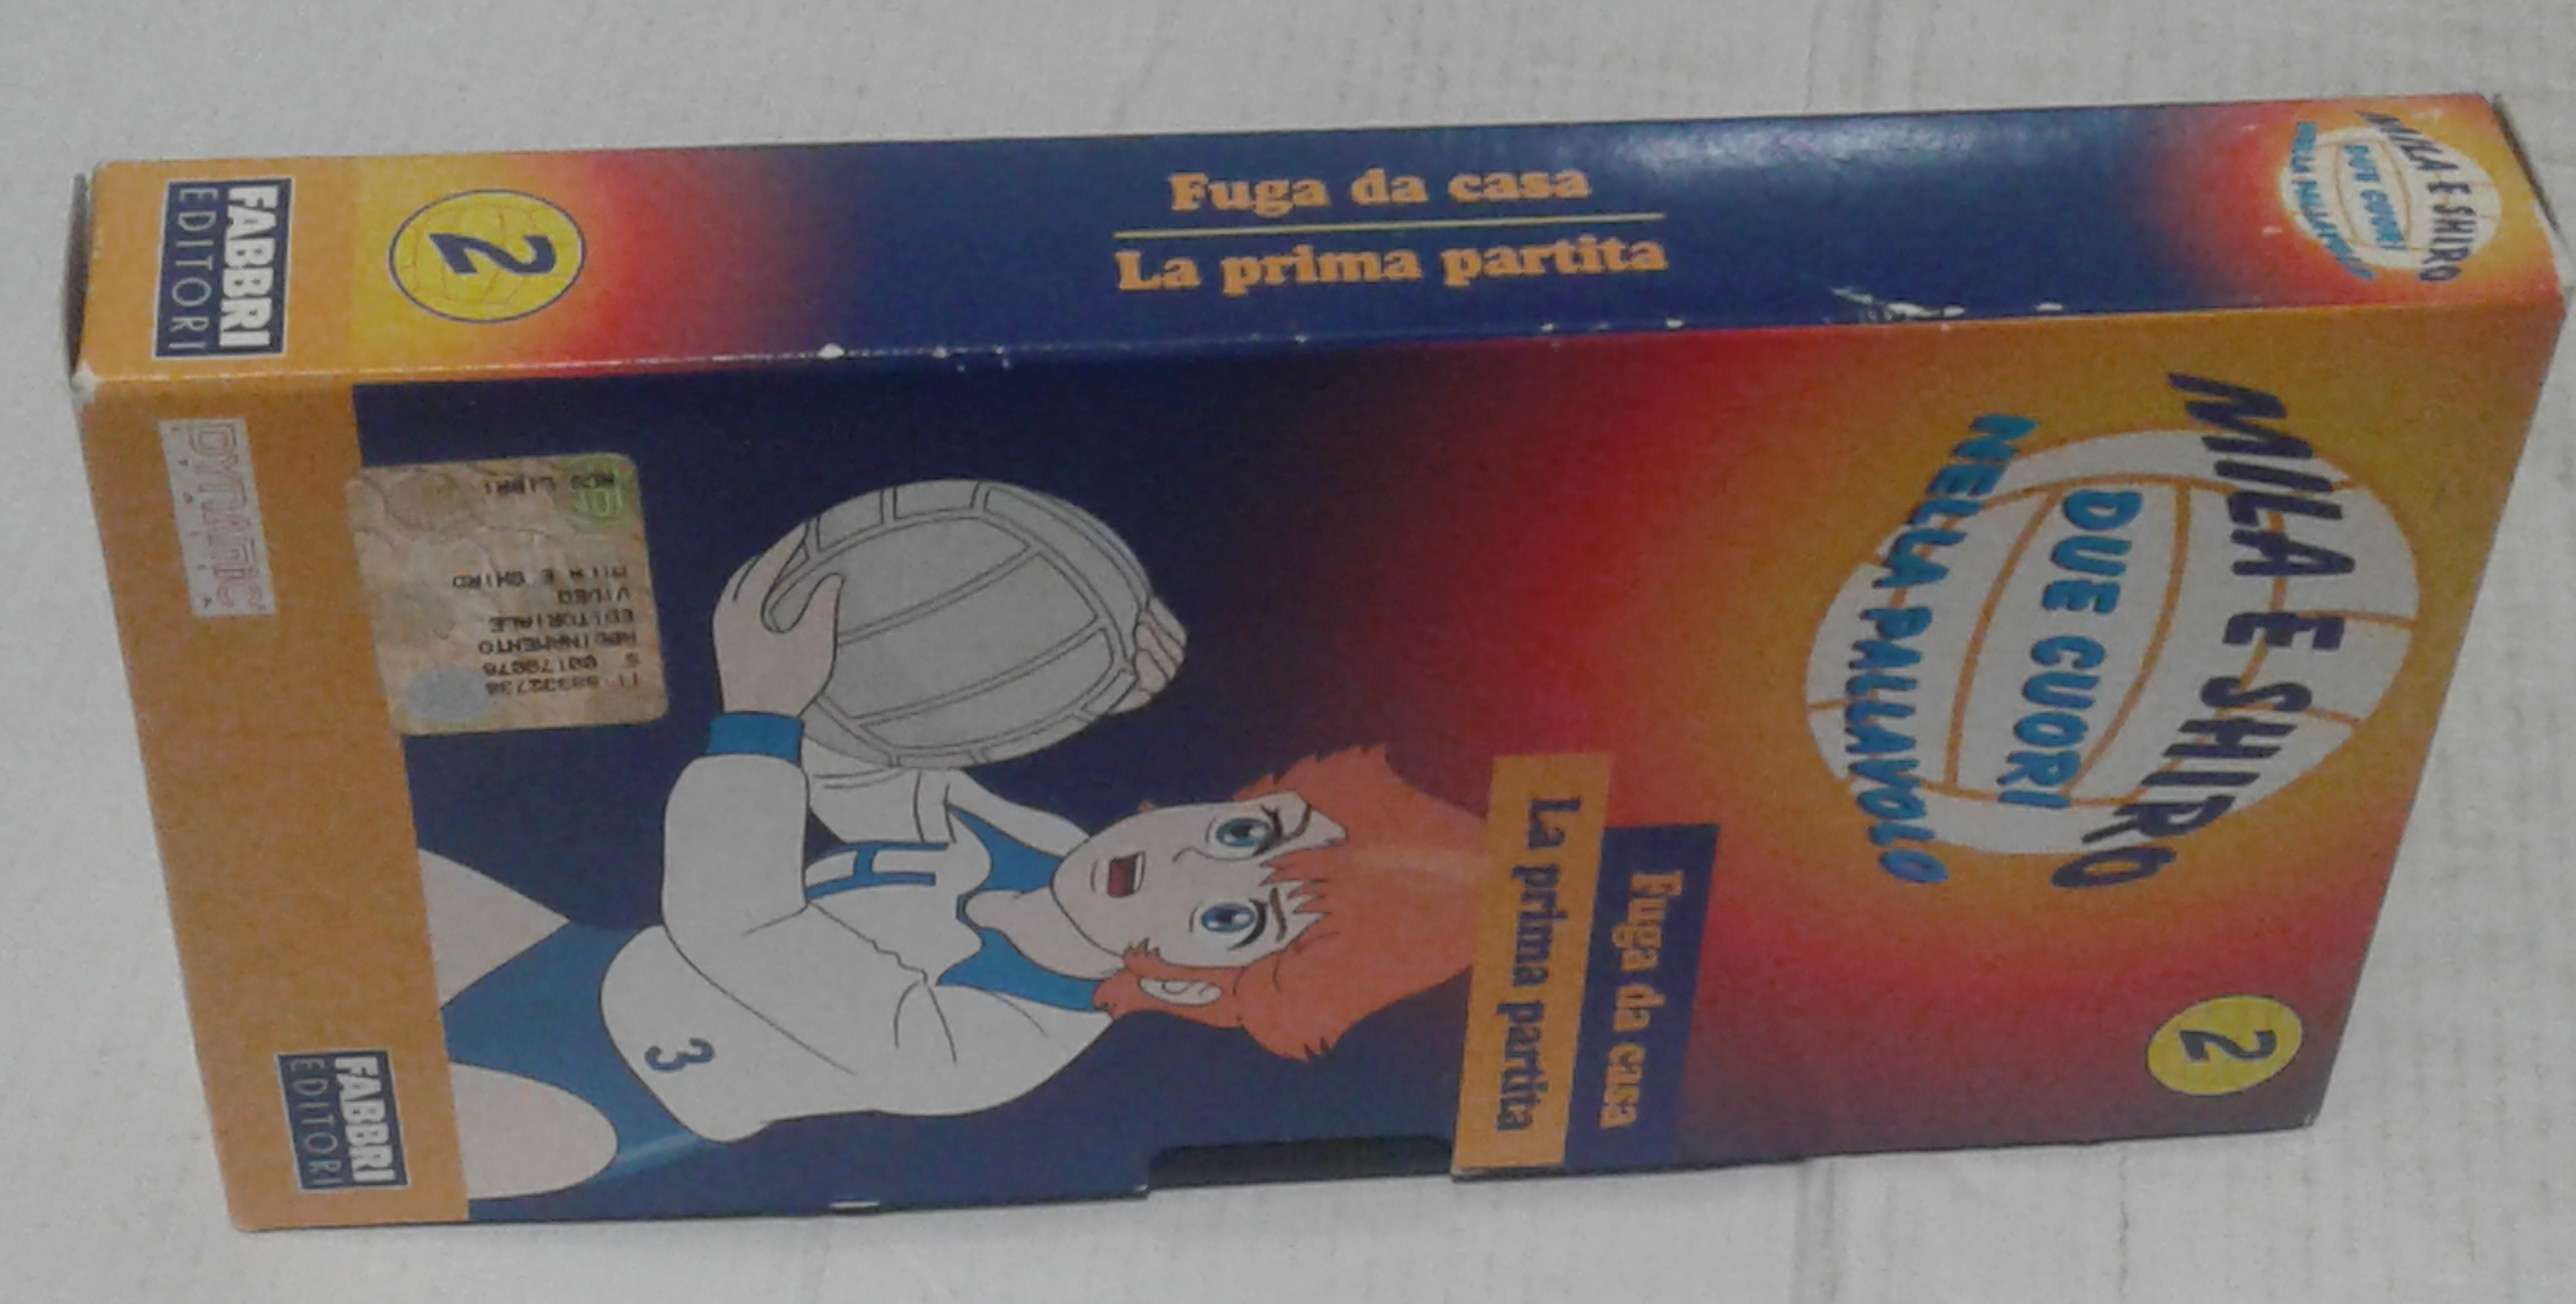 FABBRI
EDITORI
2
Fuga da casa
La prima partita
MILA E SHIRO
DUE CUORI
NELLA PALLAVOLO
MILA E SHIRO
DUE CUORI
NELLA PALLAVOLO
2
Fuga da casa
La prima partita
H
3
VIDEO
EDITORIALE
MILA E SHIRO
FABBRI
EDITORI